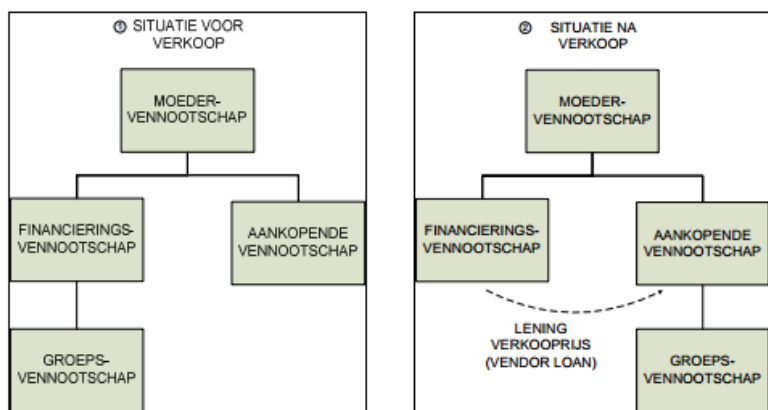 ① SITUATIE VOOR
VERKOOP
MOEDER-
VENNOOTSCHAP
FINANCIERINGS-
VENNOOTSCHAP
AANKOPENDE
VENNOOTSCHAP
GROEPS-
VENNOOTSCHAP
② SITUATIE NA
VERKOOP
MOEDER-
VENNOOTSCHAP
FINANCIERINGS-
VENNOOTSCHAP
AANKOPENDE
VENNOOTSCHAP
LENING
VERKOOPRIJS
(VENDOR LOAN)
GROEPS-
VENNOOTSCHAP